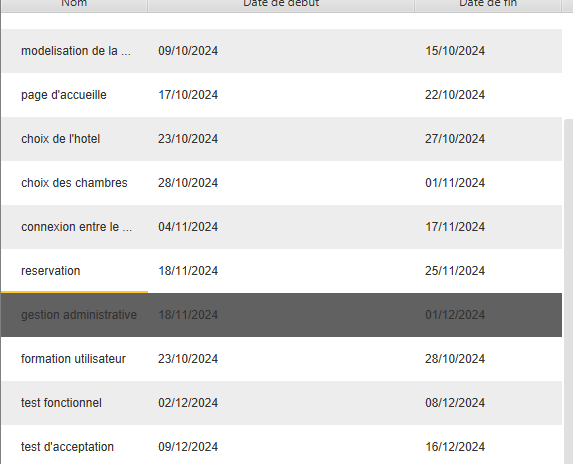 Nom Date de début Date de fin
modelisation de la ... 09/10/2024 15/10/2024
page d'accueille 17/10/2024 22/10/2024
choix de l'hotel 23/10/2024 27/10/2024
choix des chambres 28/10/2024 01/11/2024
connexion entre le ... 04/11/2024 17/11/2024
reservation 18/11/2024 25/11/2024
gestion administrative 18/11/2024 01/12/2024
formation utilisateur 23/10/2024 28/10/2024
test fonctionnel 02/12/2024 08/12/2024
test d'acceptation 09/12/2024 16/12/2024